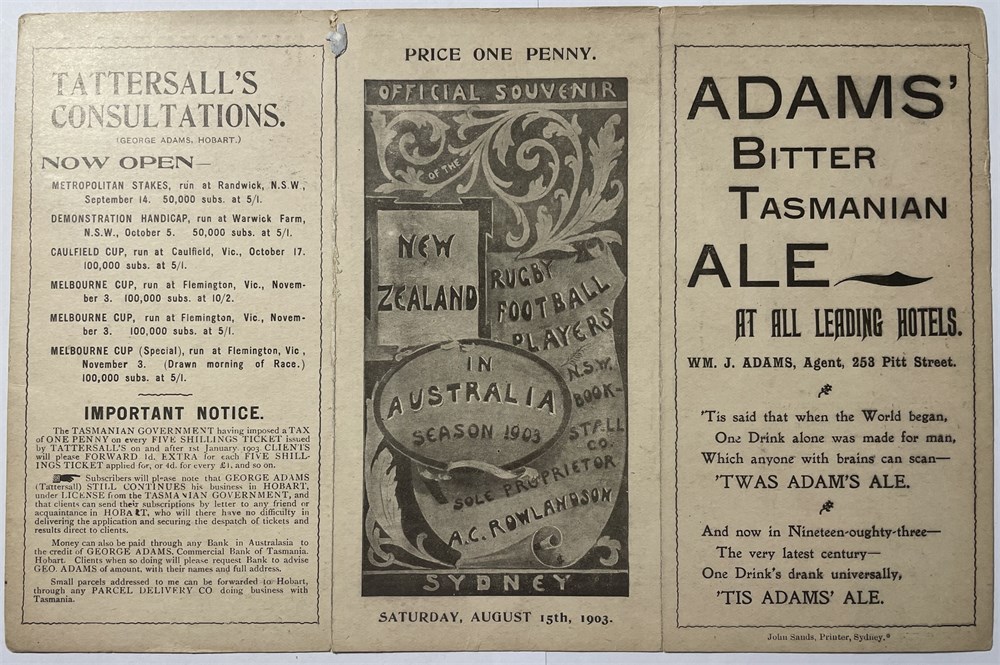 TATTERSALL'S
CONSULTATIONS.
(GEORGE ADAMS, HOBART.)
NOW OPEN—
METROPOLITAN STAKES, run at Randwick, N.S.W.,
September 14. 50,000 subs. at 5/1.
DEMONSTRATION HANDICAP, run at Warwick Farm,
N.S.W., October 5. 50,000 subs. at 5/1.
CAULFIELD CUP, run at Caulfield, Vic., October 17.
100,000 subs. at 5/1.
MELBOURNE CUP, run at Flemington, Vic., Novem-
ber 3. 100,000 subs. at 10/2.
MELBOURNE CUP, run at Flemington, Vic., Novem-
ber 3. 100,000 subs. at 5/1.
MELBOURNE CUP (Special), run at Flemington, Vic,
November 3. (Drawn morning of Race.)
100,000 subs. at 5/1.
IMPORTANT NOTICE.
The TASMANIAN GOVERNMENT having imposed a TAX
of ONE PENNY on every FIVE SHILLINGS TICKET issued
by TATTERSALL'S on and after 1st January 1903 CLIENTS
will please FORWARD 1d. EXTRA for each FIVE SHILL-
INGS TICKET applied for, or 4d. for every £1, and so on.
Subscribers will please note that GEORGE ADAMS
(Tattersall) STILL CONTINUES his business in HOBART,
under LICENSE from the TASMANIAN GOVERNMENT, and
that clients can send their subscriptions by letter to any friend or
acquaintance in HOBART, who will there have no difficulty in
delivering the application and securing the despatch of tickets and
results direct to clients.
Money can also be paid through any Bank in Australasia to
the credit of GEORGE ADAMS, Commercial Bank of Tasmania,
Hobart. Clients when so doing will please request Bank to advise
GEO. ADAMS of amount, with their names and full address.
Small parcels addressed to me can be forwarded to Hobart,
through any PARCEL DELIVERY CO doing business with
Tasmania.
PRICE ONE PENNY.
OFFICIAL SOUVENIR
OF THE
NEW
ZEALAND
RUGBY
FOOTBALL
PLAYERS
IN
AUSTRALIA
SEASON 1903
N.S.W.
BOOK-
STALL
CO.
SOLE PROPRIETOR
A.C. ROWLANDSON
SYDNEY
SATURDAY, AUGUST 15th, 1903.
ADAMS'
BITTER
TASMANIAN
ALE
AT ALL LEADING HOTELS.
WM. J. ADAMS, Agent, 253 Pitt Street.
'Tis said that when the World began,
One Drink alone was made for man,
Which anyone with brains can scan—
'TWAS ADAM'S ALE.
And now in Nineteen-oughty-three—
The very latest century—
One Drink's drank universally,
'TIS ADAMS' ALE.
John Sands, Printer, Sydney.*